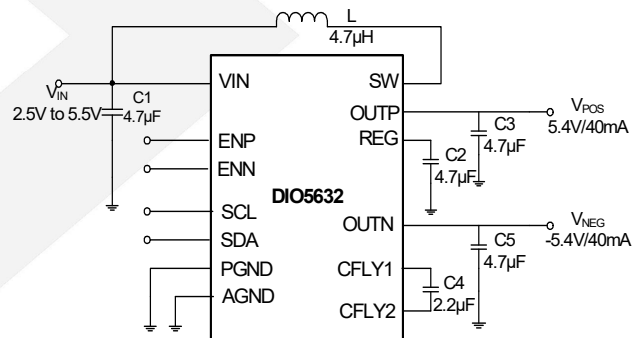 L
4.7µH
VIN
2.5V to 5.5V
C1
4.7µF
VIN
ENP
ENN
SCL
SDA
PGND
AGND
DIO5632
SW
OUTP
REG
OUTN
CFLY1
CFLY2
C2
4.7µF
C3
4.7µF
VPOS
5.4V/40mA
C5
4.7µF
VNEG
-5.4V/40mA
C4
2.2µF